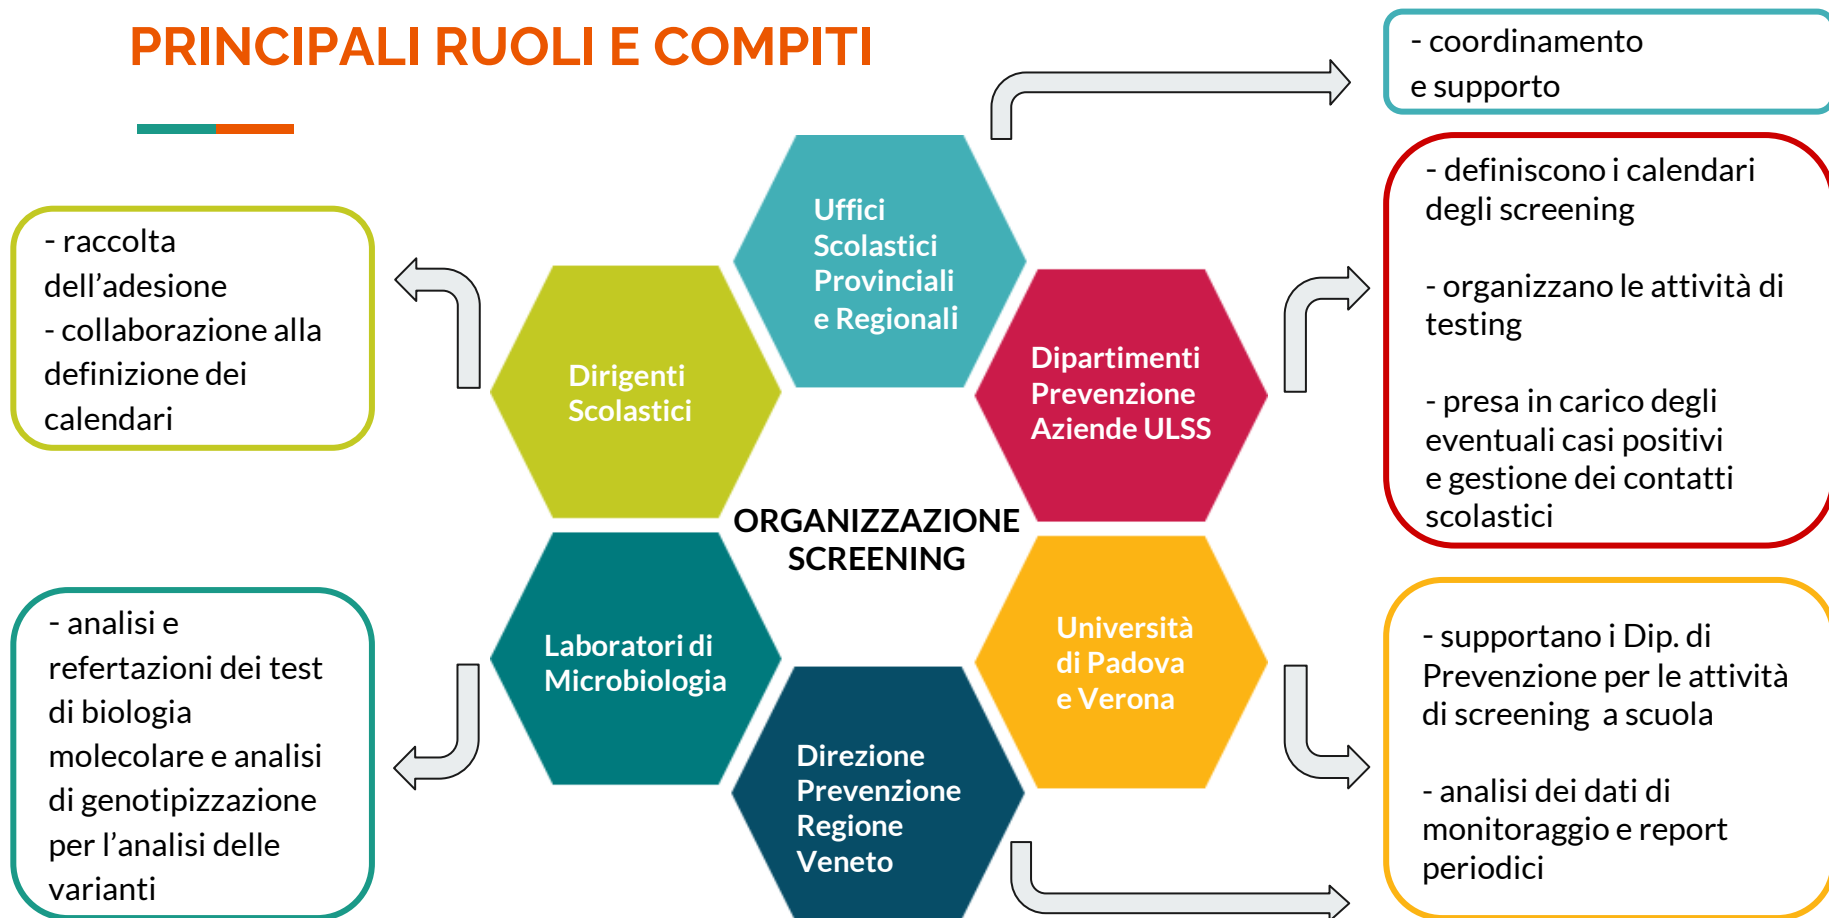 PRINCIPALI RUOLI E COMPITI
- coordinamento
e supporto
- definiscono i calendari
degli screening
- organizzano le attività di
testing
- presa in carico degli
eventuali casi positivi
e gestione dei contatti
scolastici
- raccolta
dell’adesione
- collaborazione alla
definizione dei
calendari
Uffici
Scolastici
Provinciali
e Regionali
Dirigenti
Scolastici
Dipartimenti
Prevenzione
Aziende ULSS
ORGANIZZAZIONE
SCREENING
Laboratori di
Microbiologia
Università
di Padova
e Verona
Direzione
Prevenzione
Regione
Veneto
- analisi e
refertazioni dei test
di biologia
molecolare e analisi
di genotipizzazione
per l’analisi delle
varianti
- supportano i Dip. di
Prevenzione per le attività
di screening  a scuola
- analisi dei dati di
monitoraggio e report
periodici